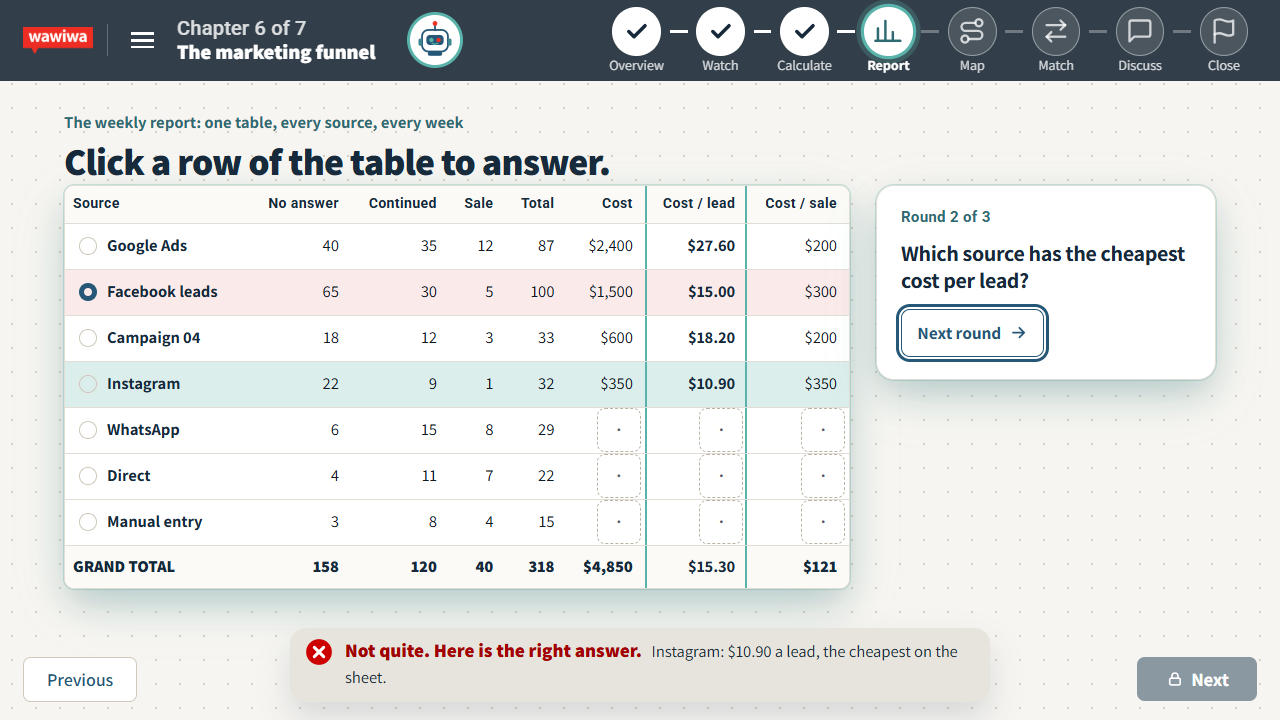 wawiwa
Chapter 6 of 7
The marketing funnel
Overview
Watch
Calculate
Report
Map
Match
Discuss
Close
The weekly report: one table, every source, every week
Click a row of the table to answer.
Source No answer Continued Sale Total Cost Cost / lead Cost / sale
Google Ads 40 35 12 87 $2,400 $27.60 $200
Facebook leads 65 30 5 100 $1,500 $15.00 $300
Campaign 04 18 12 3 33 $600 $18.20 $200
Instagram 22 9 1 32 $350 $10.90 $350
WhatsApp 6 15 8 29 · · ·
Direct 4 11 7 22 · · ·
Manual entry 3 8 4 15 · · ·
GRAND TOTAL 158 120 40 318 $4,850 $15.30 $121
Round 2 of 3
Which source has the cheapest
cost per lead?
Next round
Not quite. Here is the right answer. Instagram: $10.90 a lead, the cheapest on the
sheet.
Previous
Next